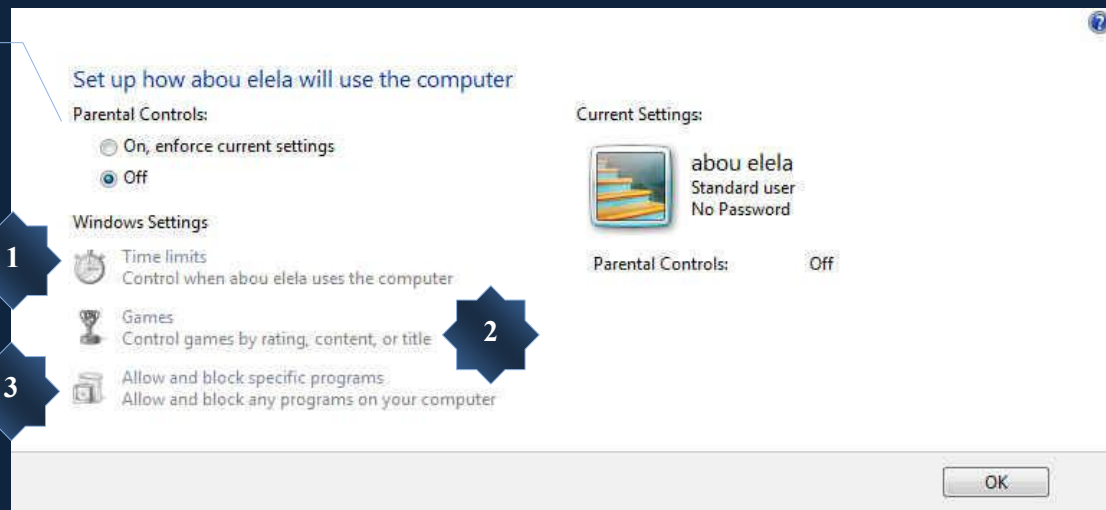 Set up how abou elela will use the computer
Parental Controls:
On, enforce current settings
Off
Windows Settings
1
Time limits
Control when abou elela uses the computer
Games
Control games by rating, content, or title
2
3
Allow and block specific programs
Allow and block any programs on your computer
Current Settings:
abou elela
Standard user
No Password
Parental Controls: Off
OK
?